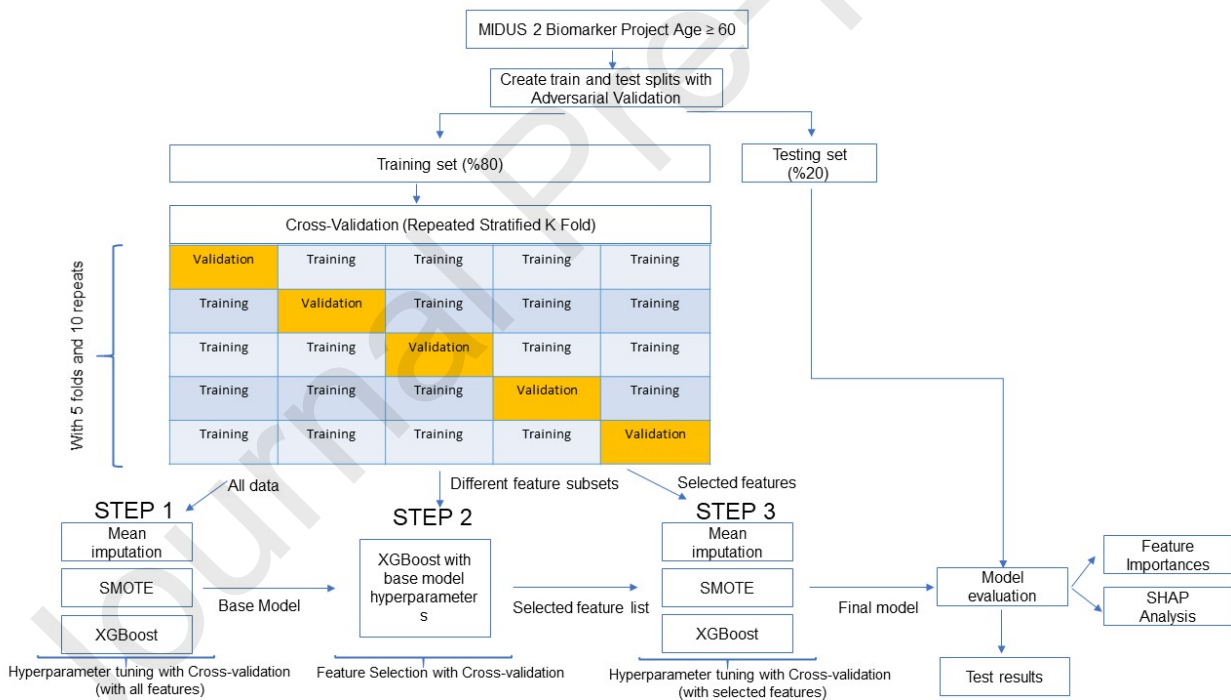 MIDUS 2 Biomarker Project Age ≥ 60
Create train and test splits with
Adversarial Validation
Training set (%80)
Testing set
(%20)
Cross-Validation (Repeated Stratified K Fold)
With 5 folds and 10 repeats
Validation Training Training Training Training
Training Validation Training Training Training
Training Training Validation Training Training
Training Training Training Validation Training
Training Training Training Training Validation
All data
Different feature subsets
Selected features
STEP 1
Mean
imputation
SMOTE
XGBoost
Hyperparameter tuning with Cross-validation
(with all features)
Base Model
STEP 2
XGBoost with
base model
hyperparameter
s
Feature Selection with Cross-validation
Selected feature list
STEP 3
Mean
imputation
SMOTE
XGBoost
Hyperparameter tuning with Cross-validation
(with selected features)
Final model
Model
evaluation
Feature
Importances
SHAP
Analysis
Test results
Journal Pre-